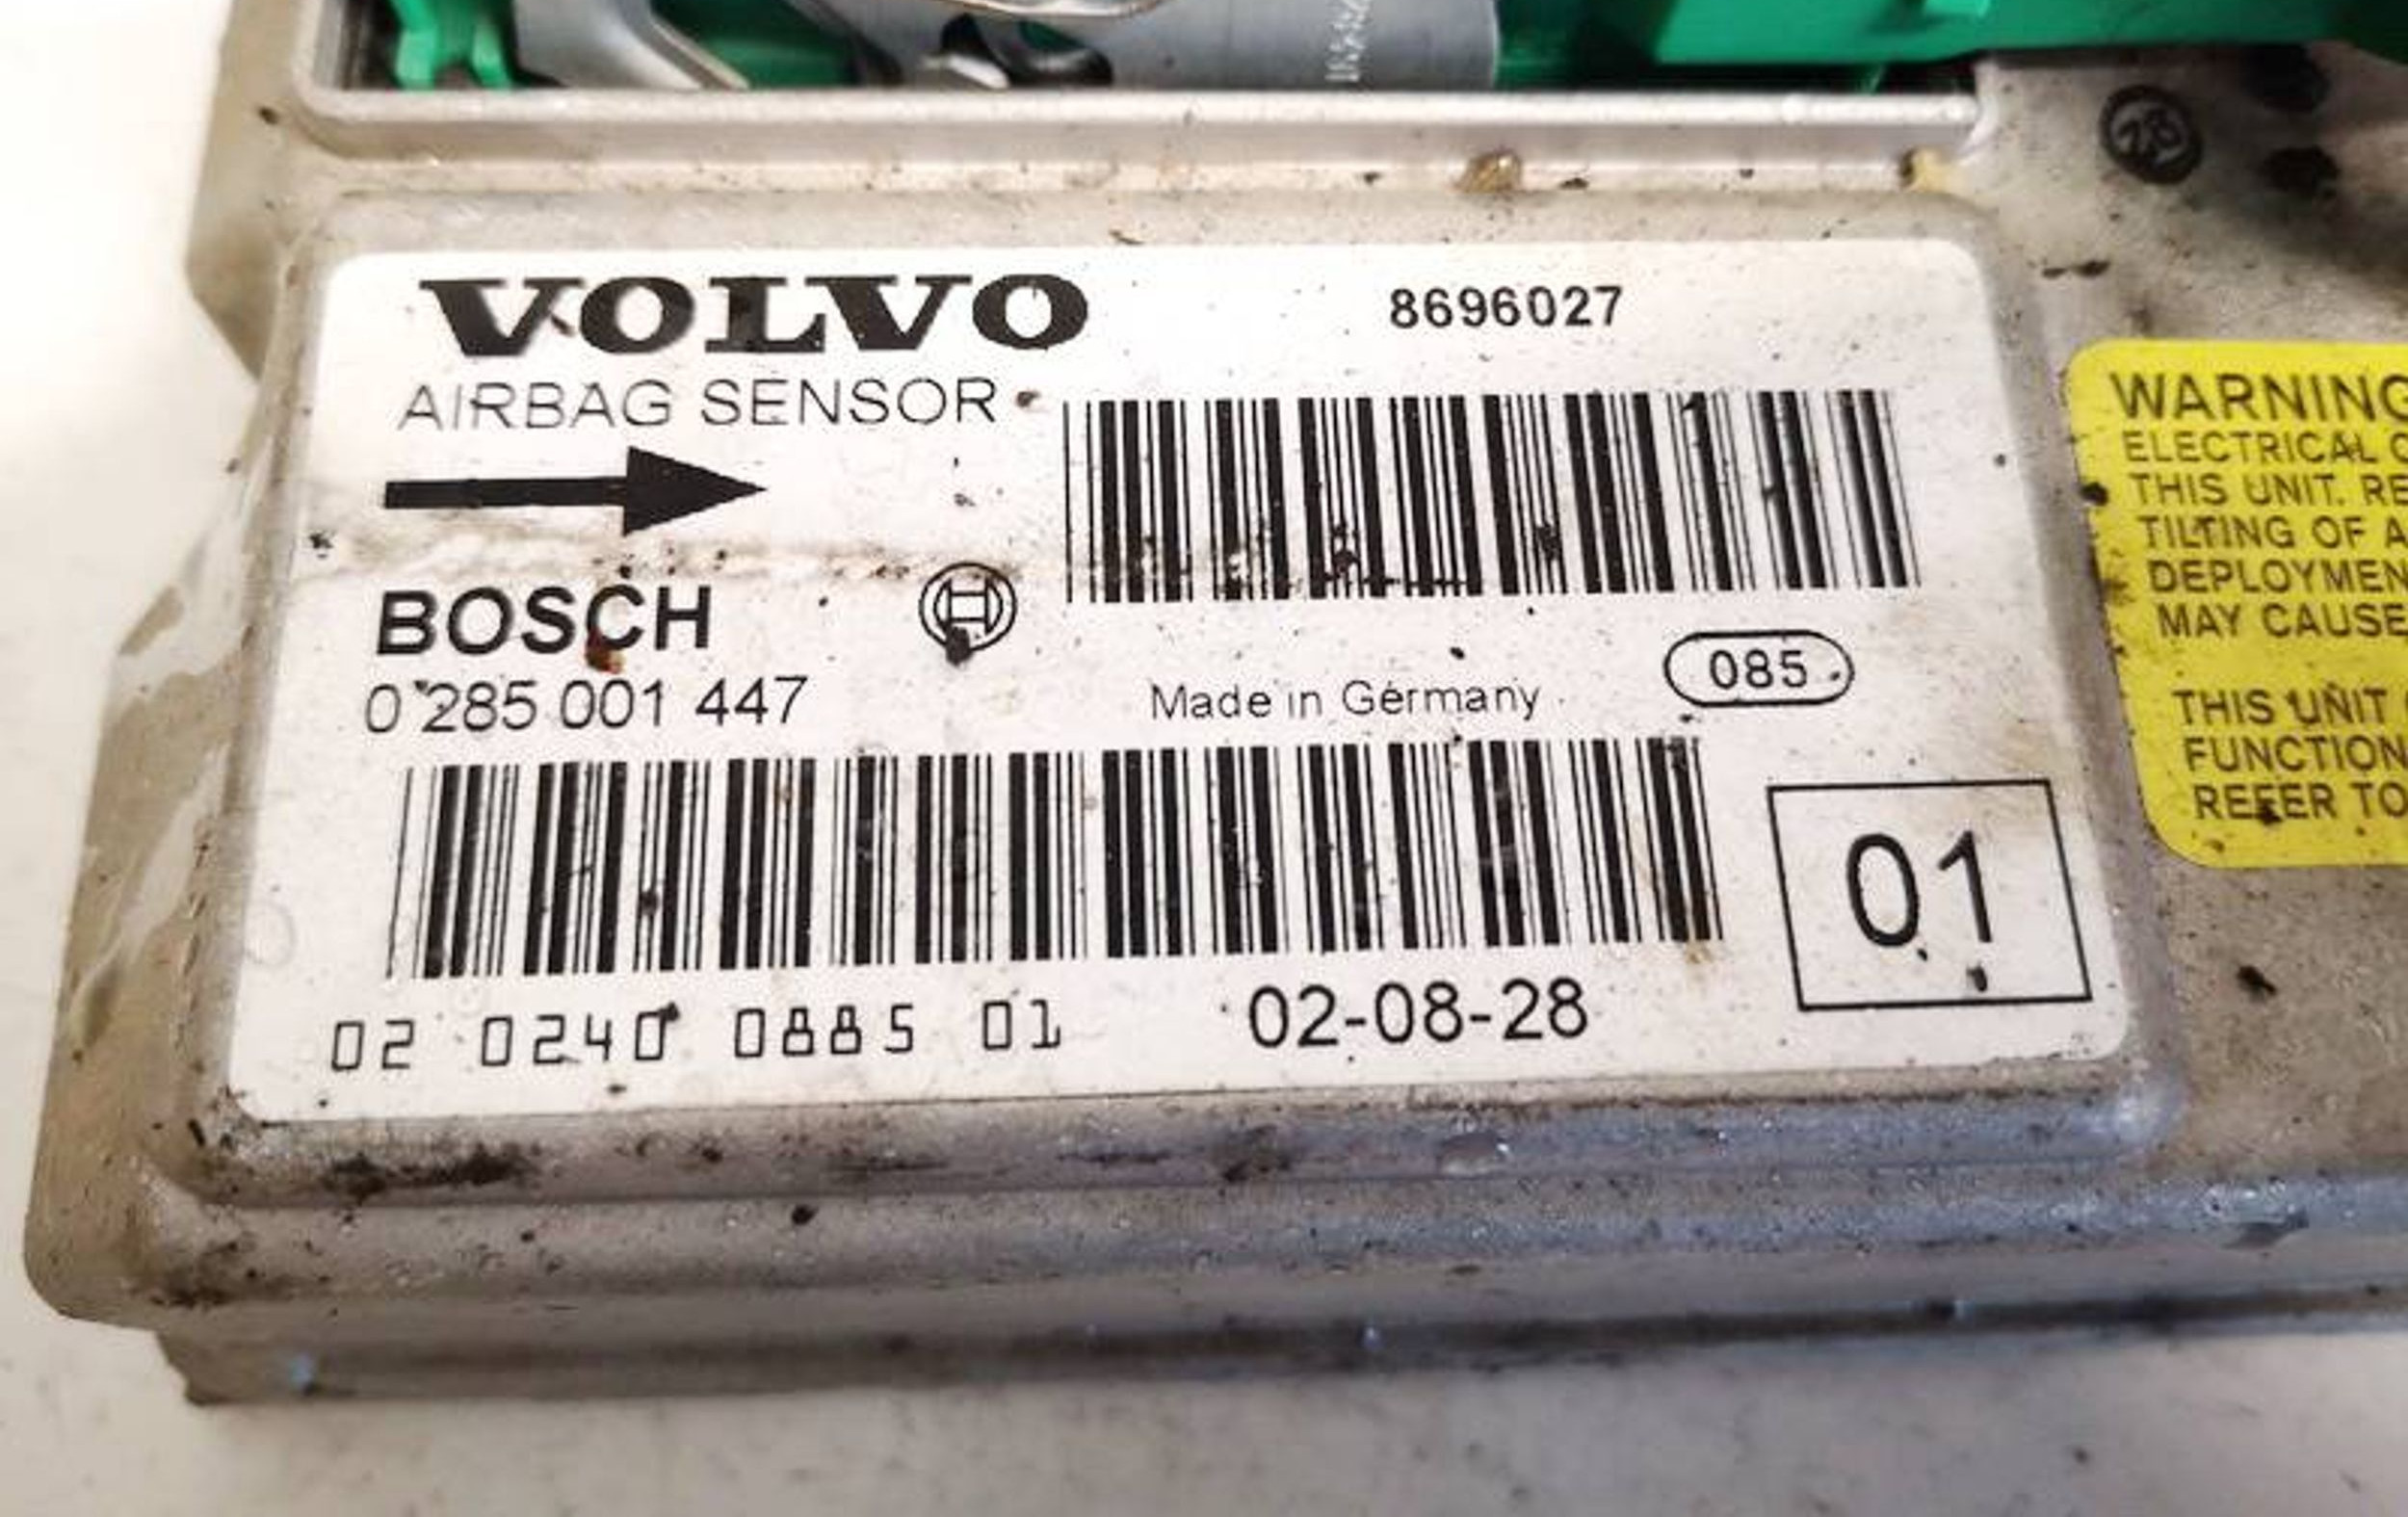 28
VOLVO
8696027
AIRBAG SENSOR
BOSCH
0 285 001 447
Made in Germany
085
01
02 0240 0885 01
02-08-28
WARNING
ELECTRICAL
THIS UNIT. RE
TILTING OF A
DEPLOYMEN
MAY CAUSE
THIS UNIT
FUNCTION
REFER TO